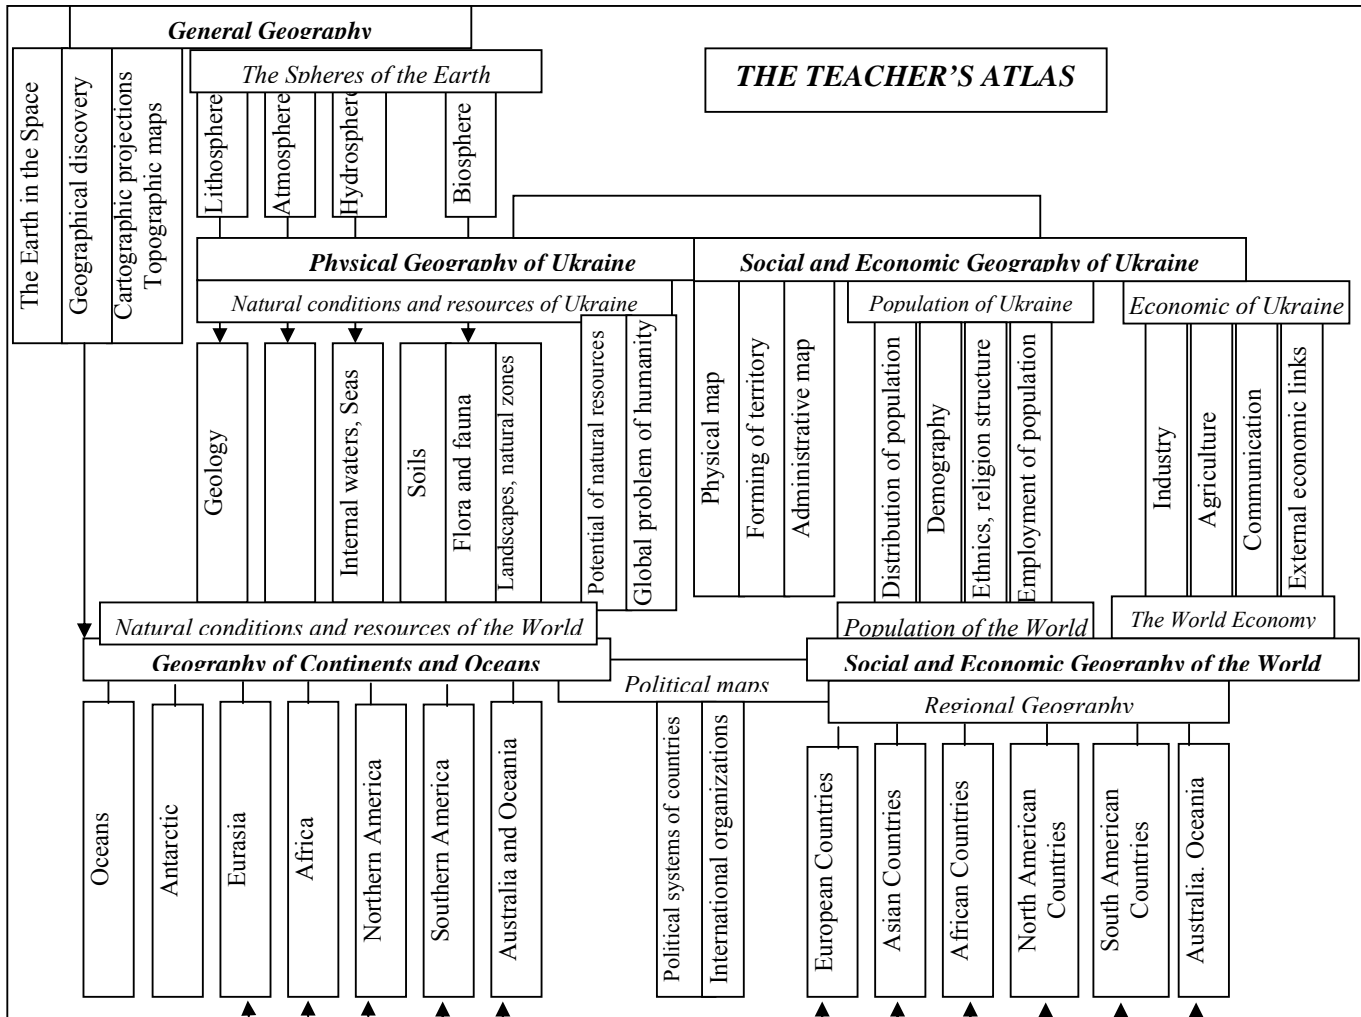 General Geography
The Spheres of the Earth
THE TEACHER'S ATLAS
The Earth in the Space
Geographical discovery
Cartographic projections
Topographic maps
Lithosphere
Atmosphere
Hydrosphere
Biosphere
Physical Geography of Ukraine
Social and Economic Geography of Ukraine
Natural conditions and resources of Ukraine
Population of Ukraine
Economic of Ukraine
Geology
Internal waters, Seas
Soils
Flora and fauna
Landscapes, natural zones
Potential of natural resources
Global problem of humanity
Physical map
Forming of territory
Administrative map
Distribution of population
Demography
Ethnics, religion structure
Employment of population
Industry
Agriculture
Communication
External economic links
Natural conditions and resources of the World
Population of the World
The World Economy
Geography of Continents and Oceans
Social and Economic Geography of the World
Political maps
Regional Geography
Oceans
Antarctic
Eurasia
Africa
Northern America
Southern America
Australia and Oceania
Political systems of countries
International organizations
European Countries
Asian Countries
African Countries
North American
Countries
South American
Countries
Australia. Oceania